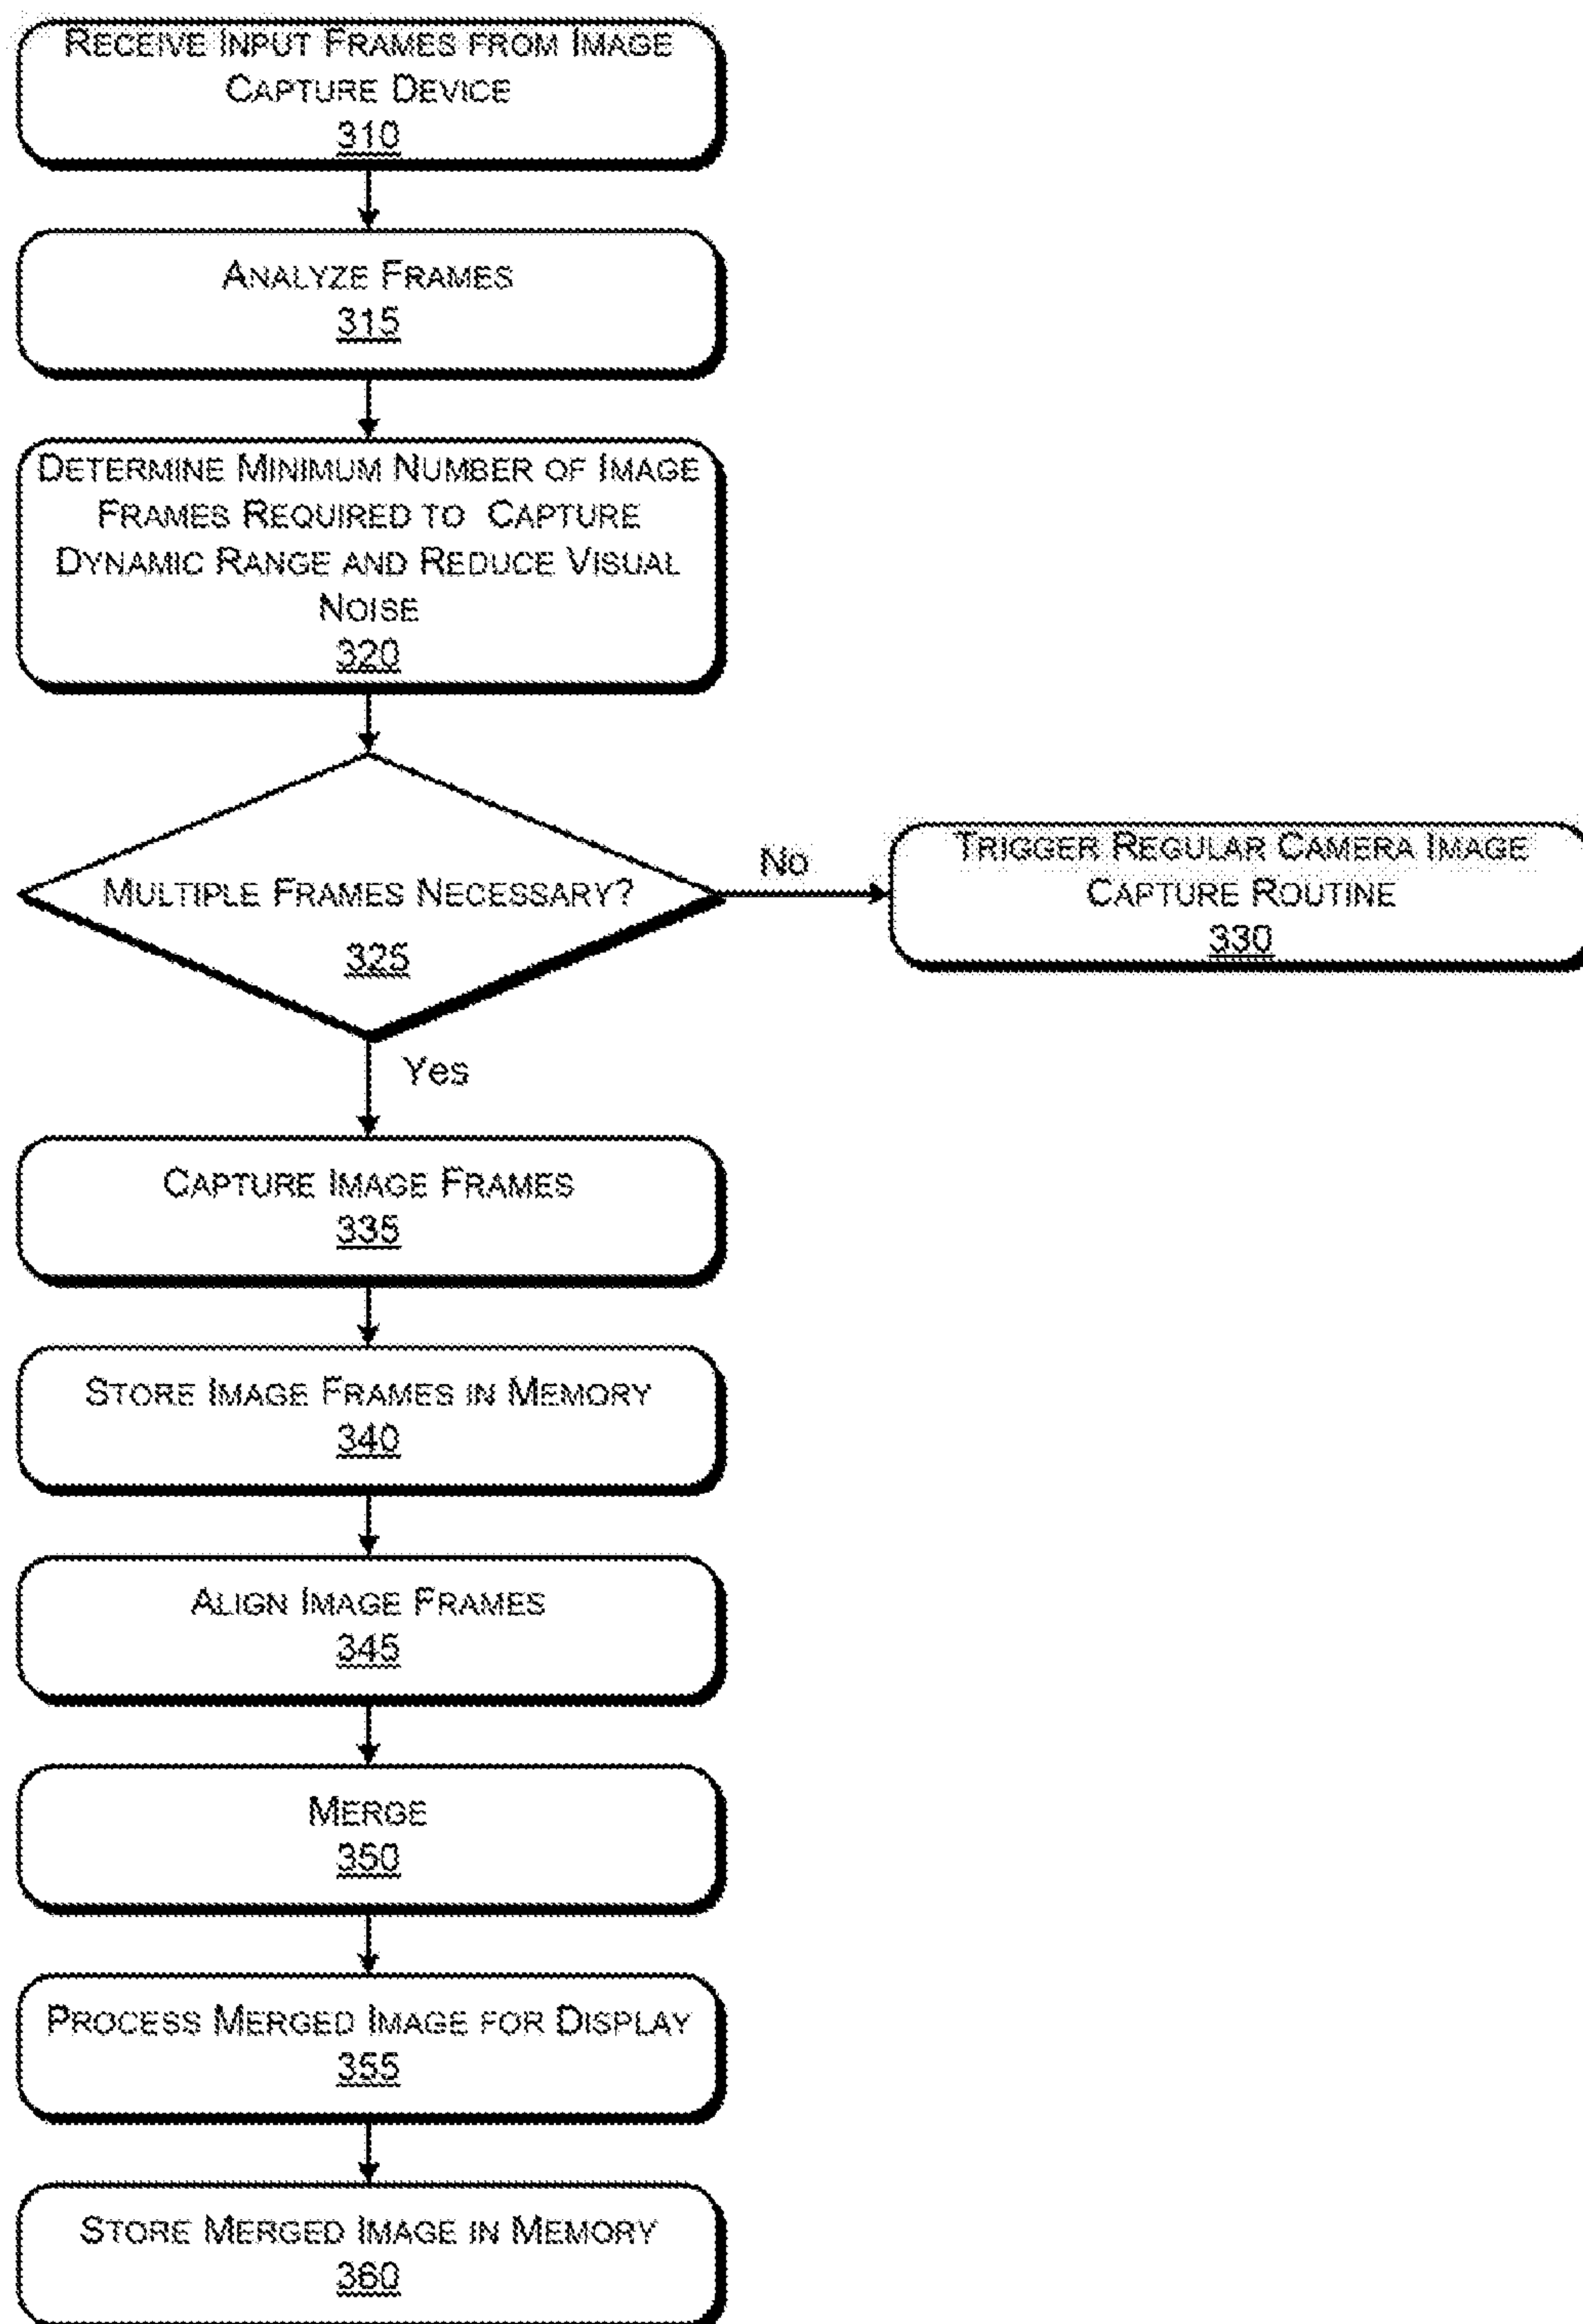 RECEIVE INPUT FRAMES FROM IMAGE
CAPTURE DEVICE
310
ANALYZE FRAMES
315
DETERMINE MINIMUM NUMBER OF IMAGE
FRAMES REQUIRED TO CAPTURE
DYNAMIC RANGE AND REDUCE VISUAL
NOISE
320
MULTIPLE FRAMES NECESSARY?
325
No
TRIGGER REGULAR CAMERA IMAGE
CAPTURE ROUTINE
330
Yes
CAPTURE IMAGE FRAMES
335
STORE IMAGE FRAMES IN MEMORY
340
ALIGN IMAGE FRAMES
345
MERGE
350
PROCESS MERGED IMAGE FOR DISPLAY
355
STORE MERGED IMAGE IN MEMORY
360